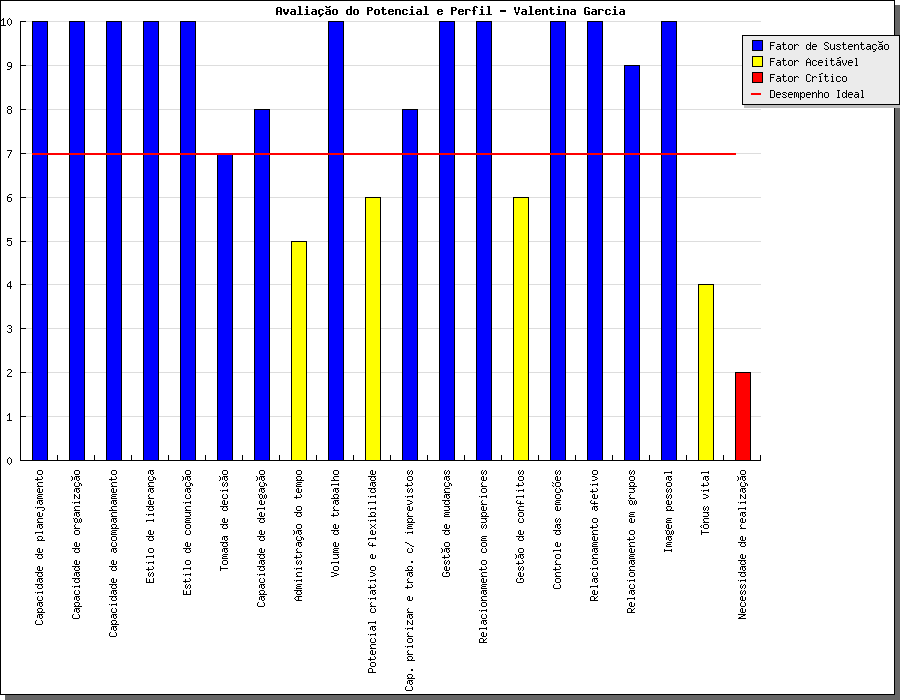 Avaliação do Potencial e Perfil - Valentina Garcia
Fator de Sustentação
Fator Aceitável
Fator Crítico
Desempenho Ideal
10
9
8
7
6
5
4
3
2
1
0
Capacidade de planejamento
Capacidade de organização
Capacidade de acompanhamento
Estilo de liderança
Estilo de comunicação
Tomada de decisão
Capacidade de delegação
Administração do tempo
Volume de trabalho
Potencial criativo e flexibilidade
Cap. priorizar e trab. c/ imprevistos
Gestão de mudanças
Relacionamento com superiores
Gestão de conflitos
Controle das emoções
Relacionamento afetivo
Relacionamento em grupos
Imagem pessoal
Tônus vital
Necessidade de realização